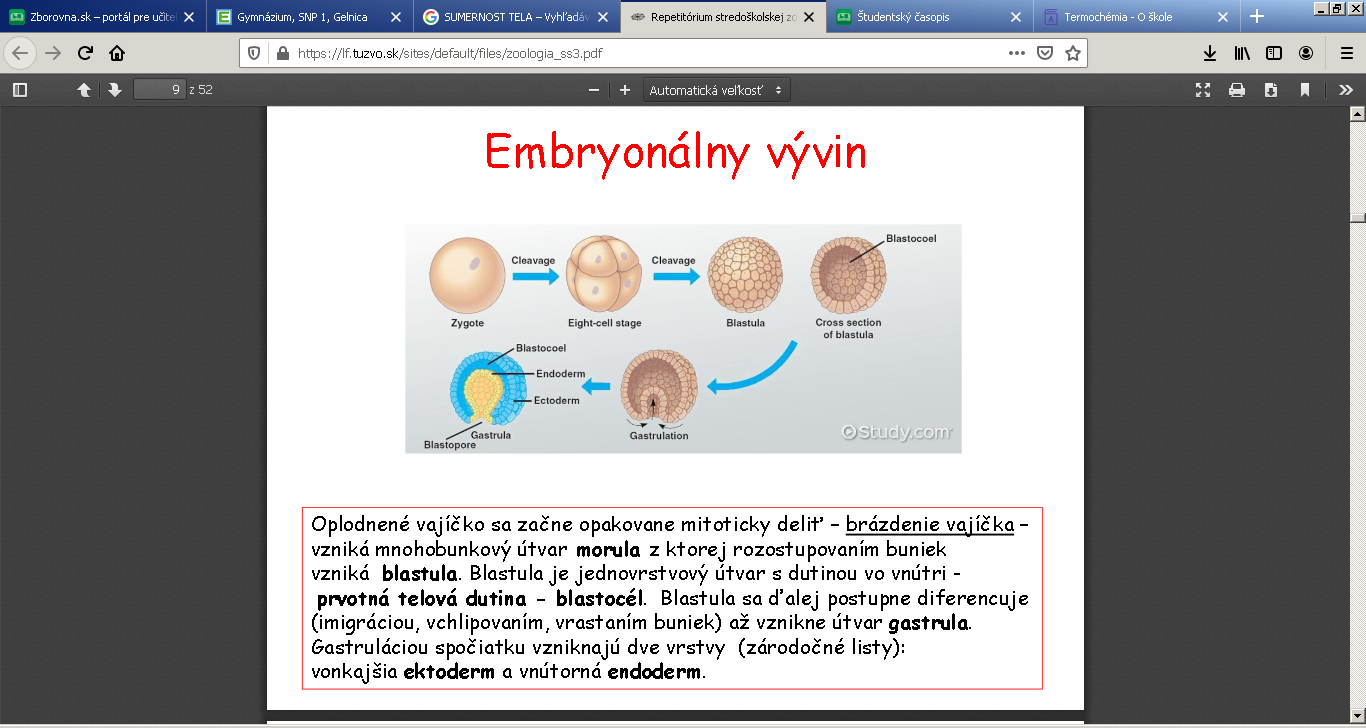 Zborovna.sk – portál pre učitel
Gymnázium, SNP 1, Gelnica
SUMERNOST TELA – Vyhľadáv
Repetitórium stredoškolskej zo
Študentský časopis
Termochémia - O škole
https://lf.tuzvo.sk/sites/default/files/zoologia_ss3.pdf
9 z 52
Automatická veľkosť
Embryonálny vývin
Cleavage
Cleavage
Blastocoel
Zygote
Eight-cell stage
Blastula
Cross section
of blastula
Blastocoel
Endoderm
Ectoderm
Gastrula
Blastopore
Gastrulation
Study.com
Oplodnené vajíčko sa začne opakovane mitoticky deliť – brázdenie vajíčka –
vzniká mnohobunkový útvar morula z ktorej rozostupovaním buniek
vzniká blastula. Blastula je jednovrstvový útvar s dutinou vo vnútri -
prvotná telová dutina – blastocél. Blastula sa ďalej postupne diferencuje
(imigráciou, vchlipovaním, vrastaním buniek) až vznikne útvar gastrula.
Gastruláciou spočiatku vzniknajú dve vrstvy (zárodočné listy):
vonkajšia ektoderm a vnútorná endoderm.